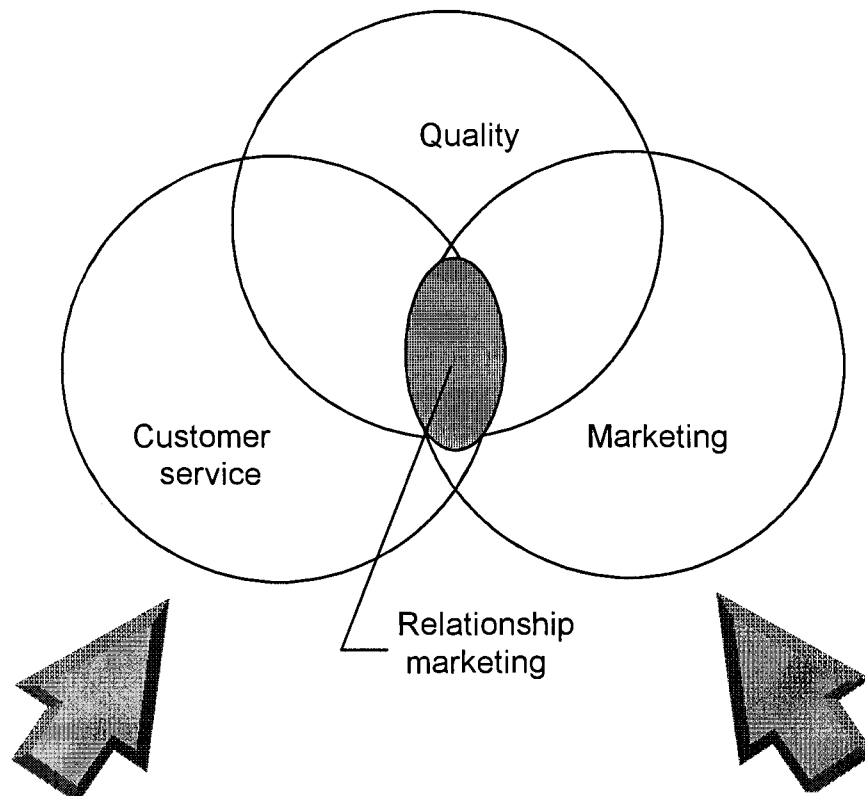 Quality
Customer
service
Marketing
Relationship
marketing